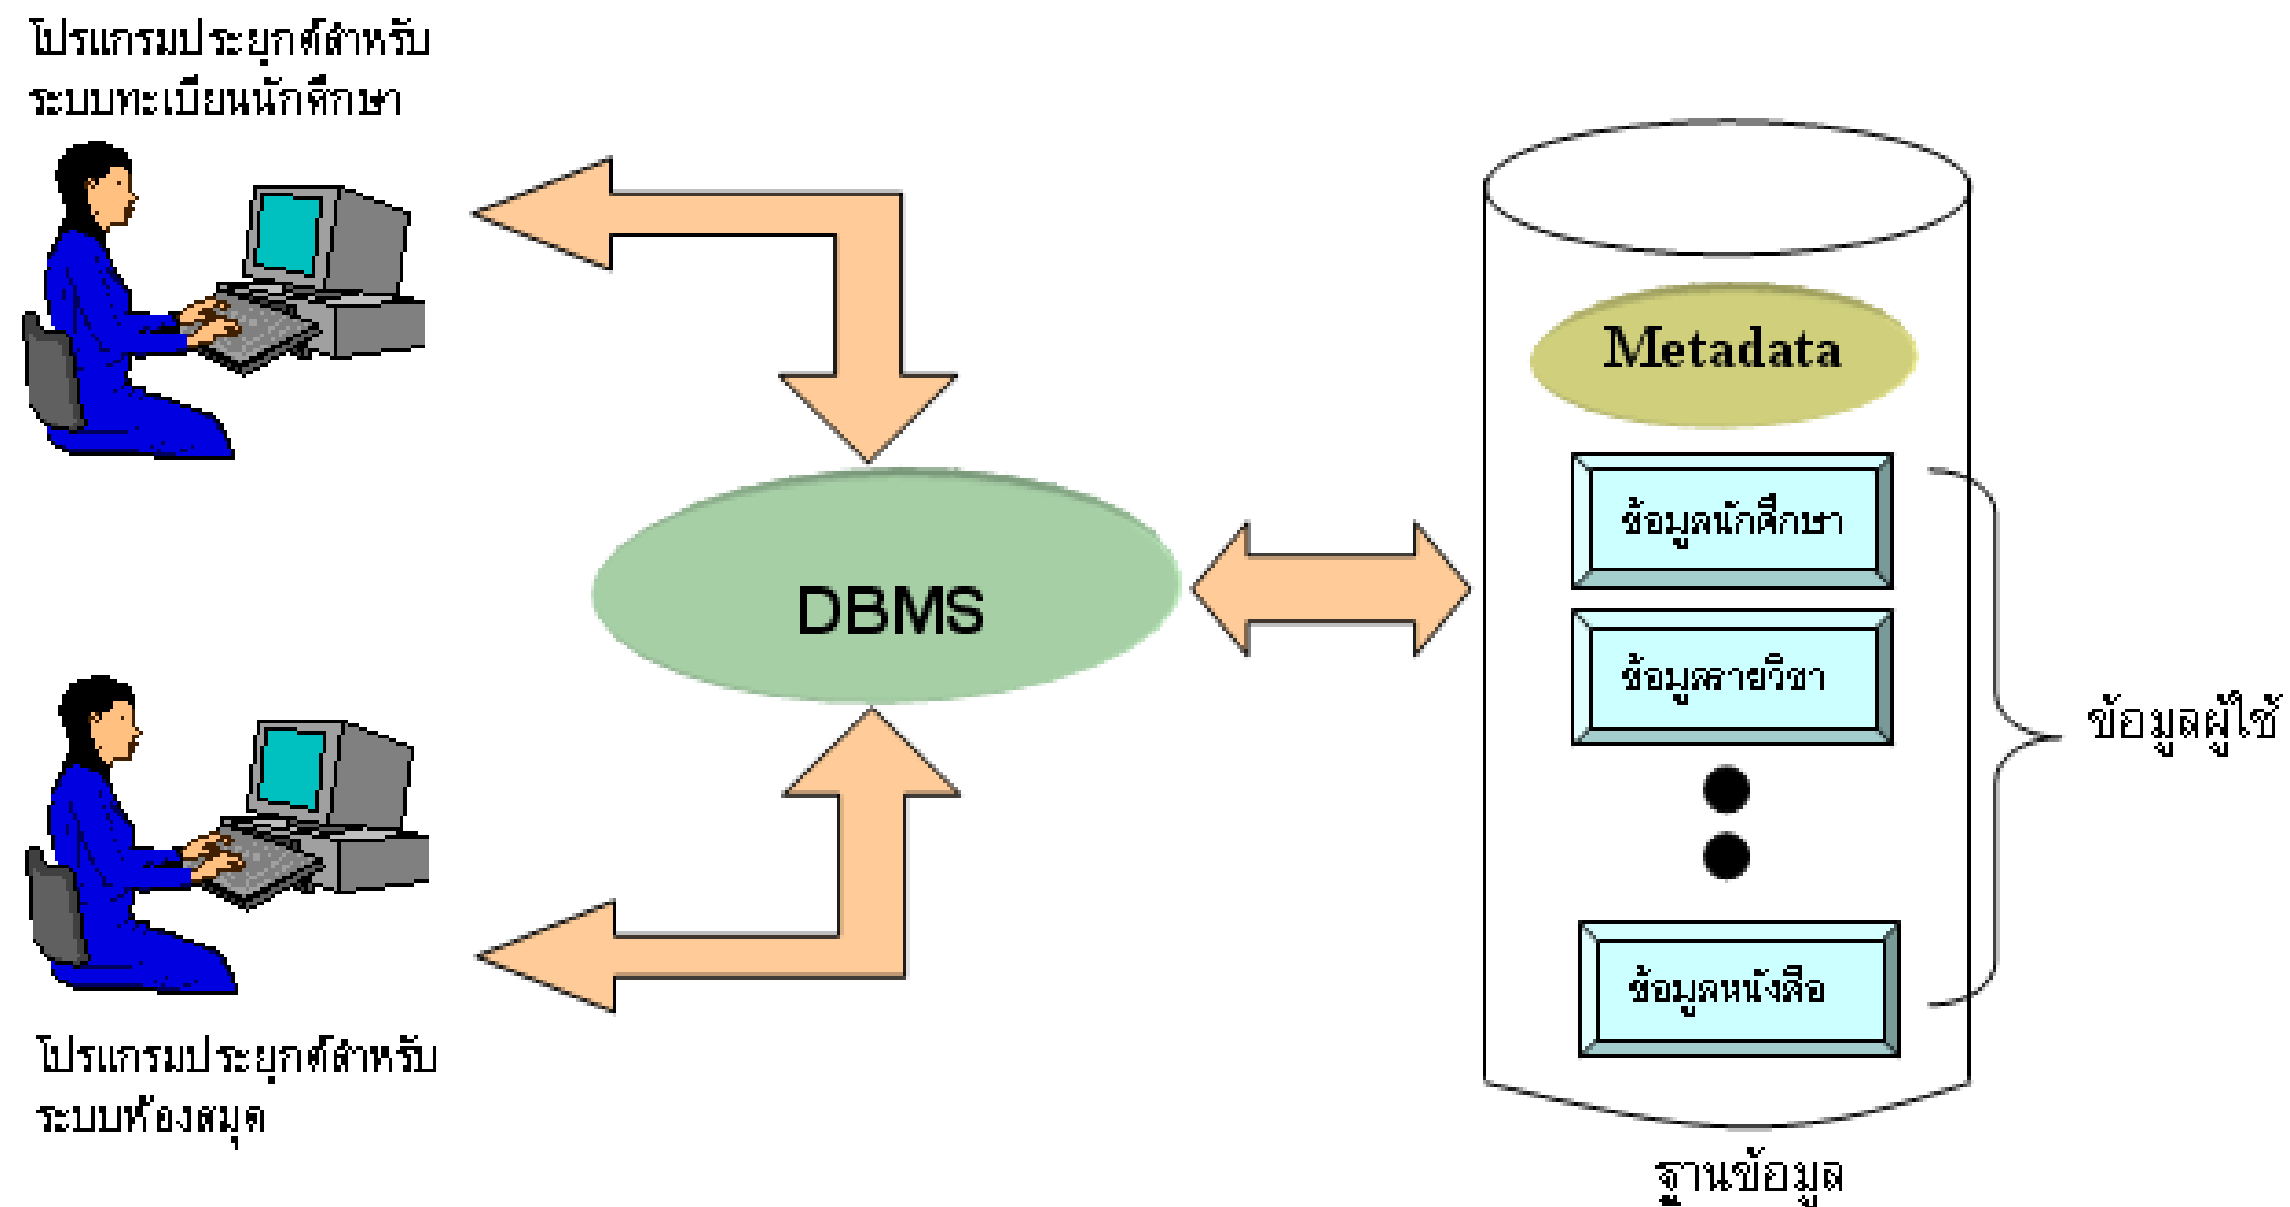 โปรแกรมประยุกต์สำหรับ
ระบบทะเบียนนักศึกษา
Metadata
ข้อมูลนักศึกษา
DBMS
ข้อมูลรายวิชา
ข้อมูลผู้ใช้
ข้อมูลหนังสือ
โปรแกรมประยุกต์สำหรับ
ระบบห้องสมุด
ฐานข้อมูล